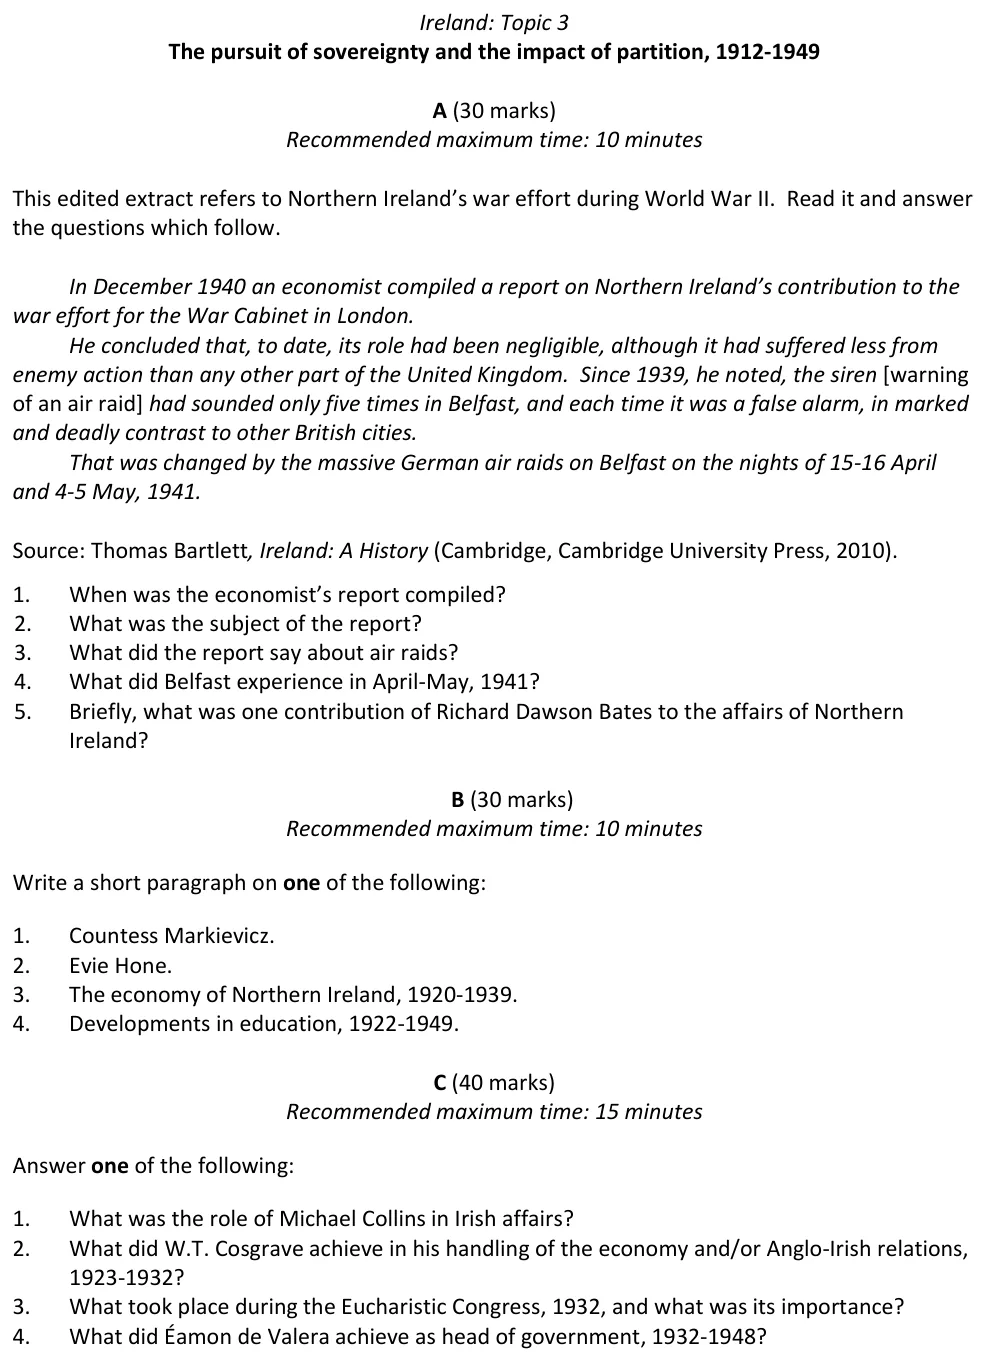 Ireland: Topic 3
The pursuit of sovereignty and the impact of partition, 1912-1949
A (30 marks)
Recommended maximum time: 10 minutes
This edited extract refers to Northern Ireland’s war effort during World War II.  Read it and answer
the questions which follow.
In December 1940 an economist compiled a report on Northern Ireland’s contribution to the
war effort for the War Cabinet in London.
He concluded that, to date, its role had been negligible, although it had suffered less from
enemy action than any other part of the United Kingdom.  Since 1939, he noted, the siren [warning
of an air raid] had sounded only five times in Belfast, and each time it was a false alarm, in marked
and deadly contrast to other British cities.
That was changed by the massive German air raids on Belfast on the nights of 15-16 April
and 4-5 May, 1941.
Source: Thomas Bartlett, Ireland: A History (Cambridge, Cambridge University Press, 2010).
1. When was the economist’s report compiled?
2. What was the subject of the report?
3. What did the report say about air raids?
4. What did Belfast experience in April-May, 1941?
5. Briefly, what was one contribution of Richard Dawson Bates to the affairs of Northern
Ireland?
B (30 marks)
Recommended maximum time: 10 minutes
Write a short paragraph on one of the following:
1. Countess Markievicz.
2. Evie Hone.
3. The economy of Northern Ireland, 1920-1939.
4. Developments in education, 1922-1949.
C (40 marks)
Recommended maximum time: 15 minutes
Answer one of the following:
1. What was the role of Michael Collins in Irish affairs?
2. What did W.T. Cosgrave achieve in his handling of the economy and/or Anglo-Irish relations,
1923-1932?
3. What took place during the Eucharistic Congress, 1932, and what was its importance?
4. What did Éamon de Valera achieve as head of government, 1932-1948?